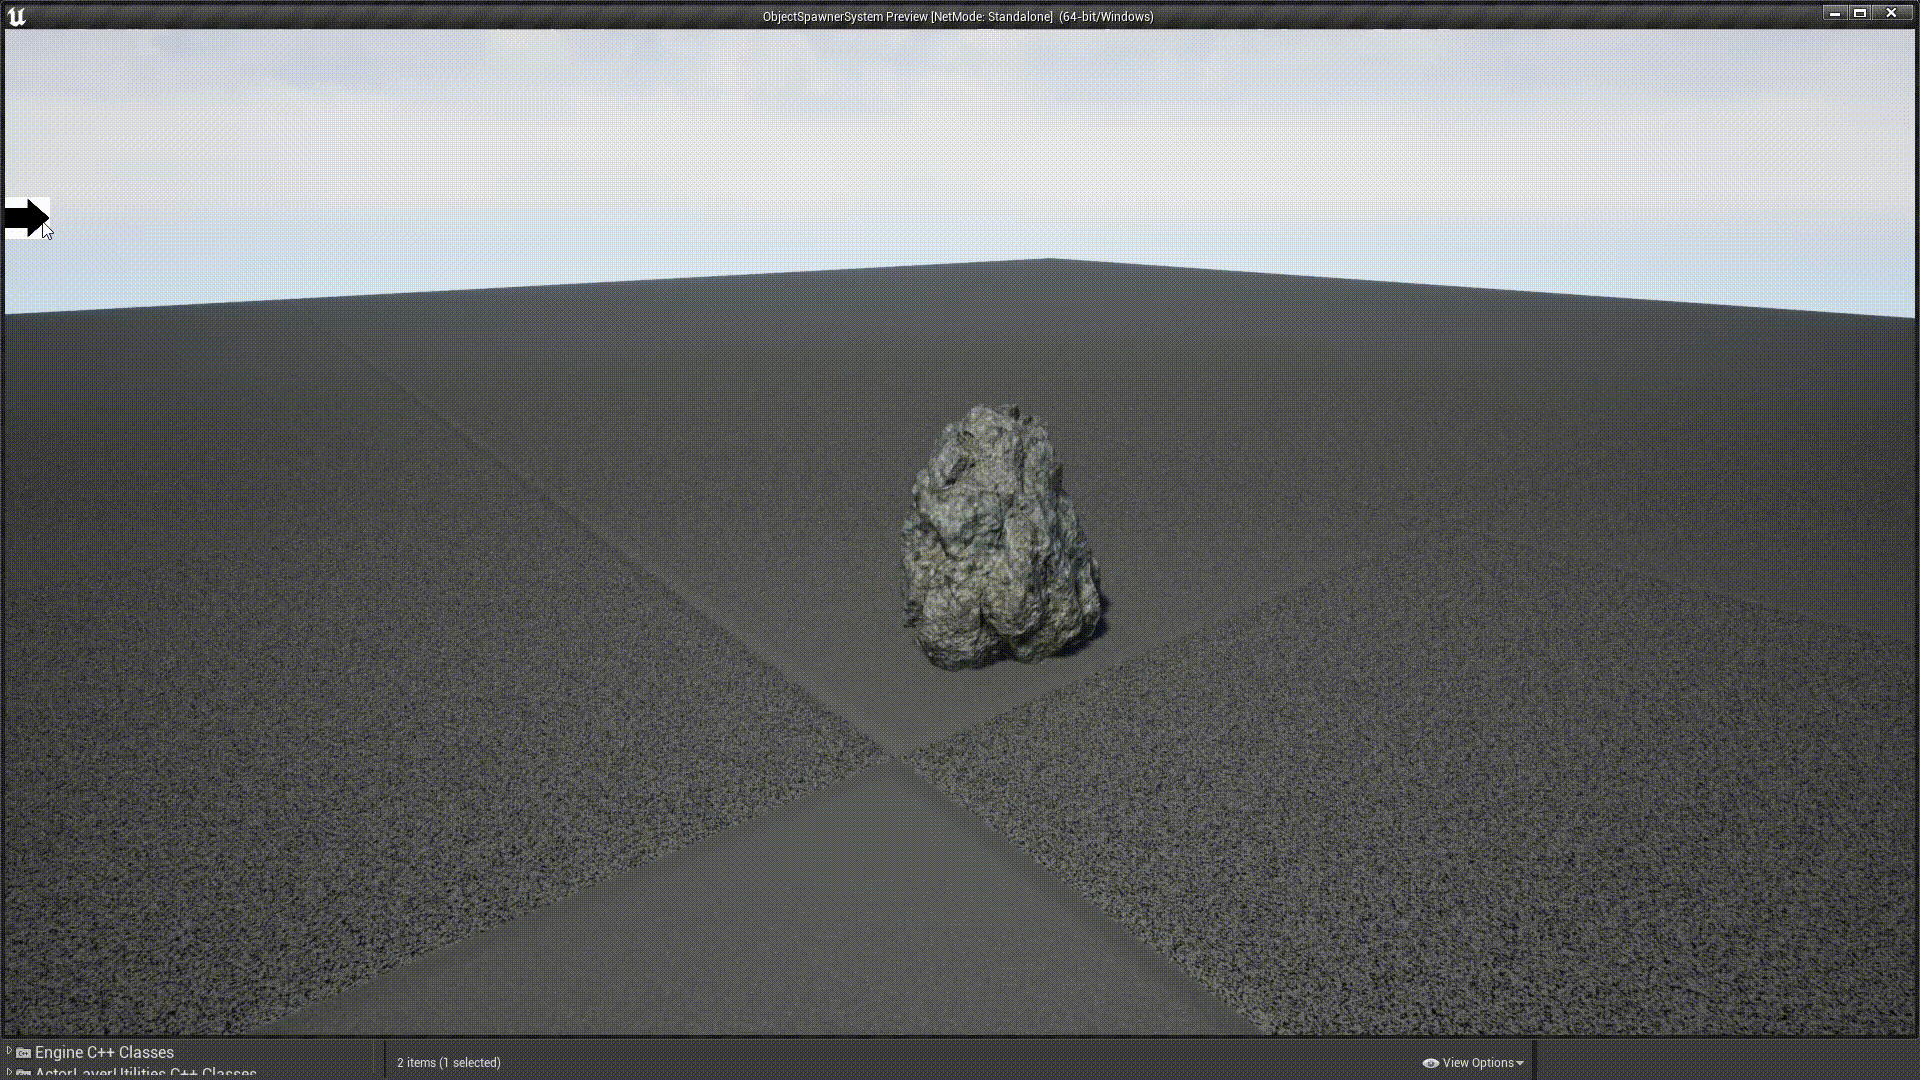 ObjectSpawnerSystem Preview [NetMode: Standalone] (64-bit/Windows)
Engine C++ Classes
2 items (1 selected)
View Options
ActorLayerUtilities C++ Classes